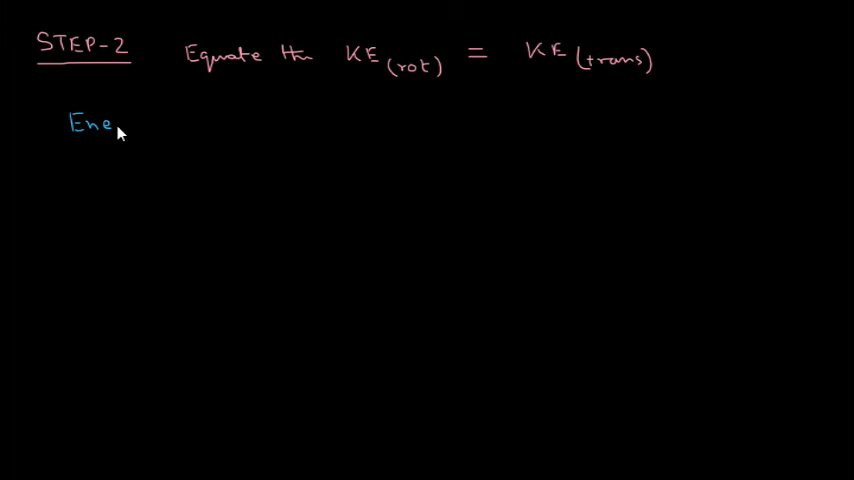 STEP-2 Equate the KE(rot) = KE(trans)
Ene